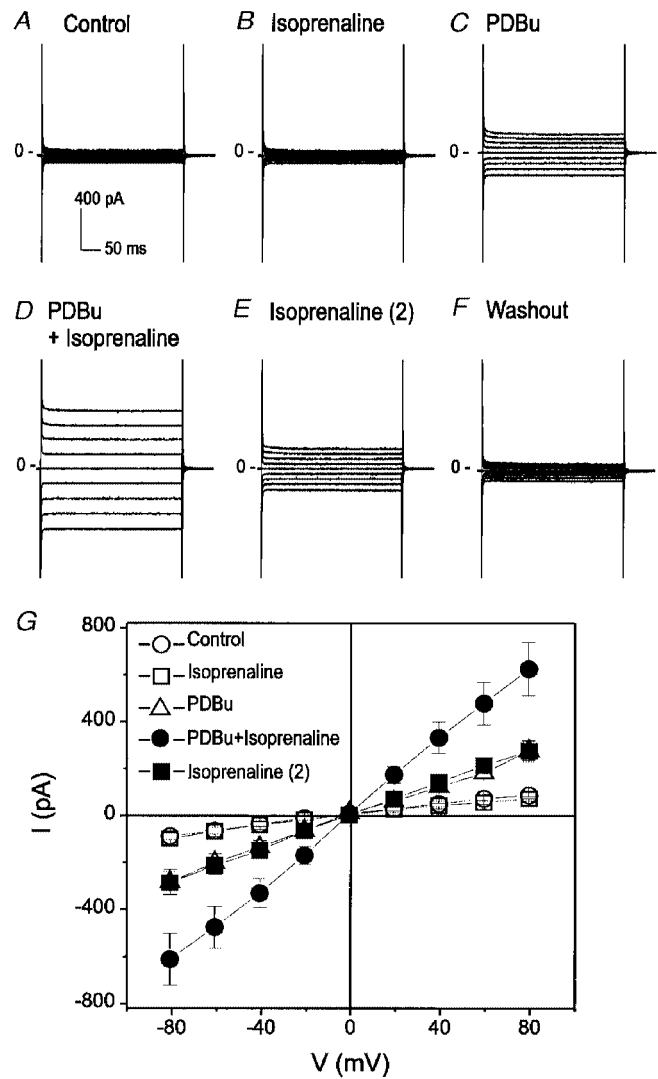 A Control
B Isoprenaline
C PDBu
0 -
0 -
0 -
400 pA
50 ms
D PDBu
+ Isoprenaline
E Isoprenaline (2)
F Washout
0 -
0 -
0 -
G
800
400
0
-400
-800
I (pA)
Control
Isoprenaline
PDBu
PDBu+Isoprenaline
Isoprenaline (2)
-80
-40
0
40
80
V (mV)